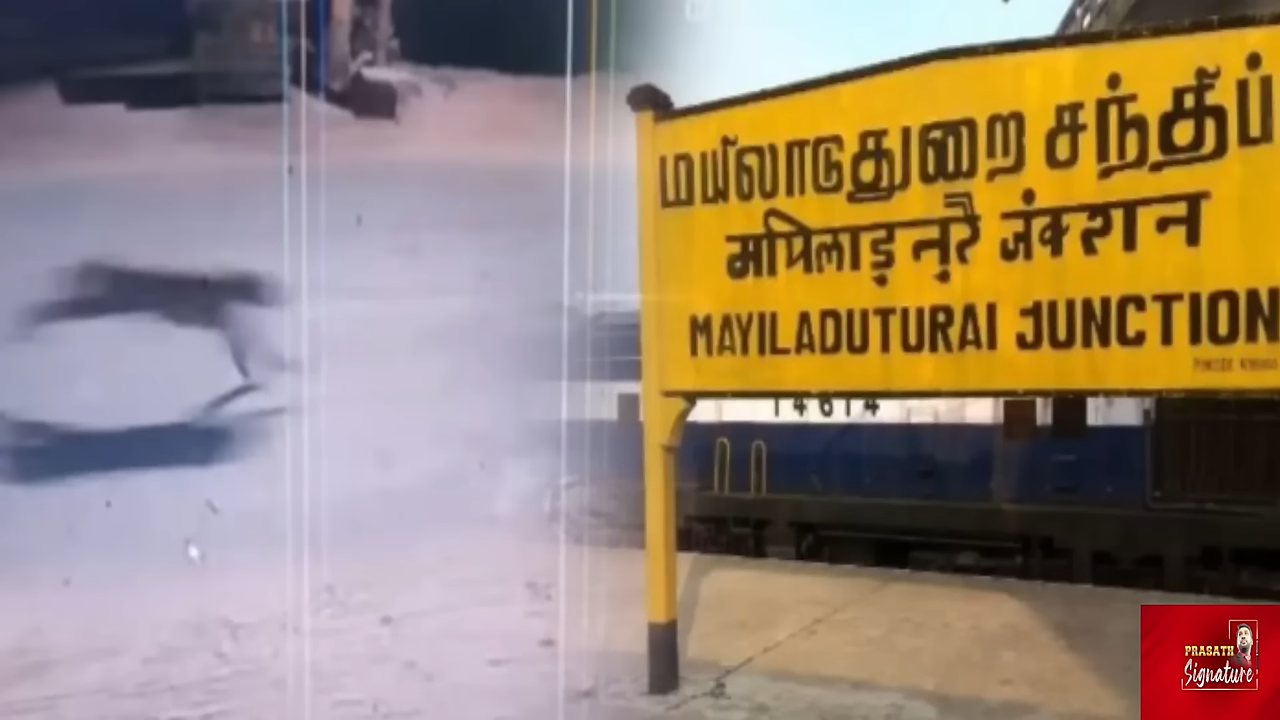 மயிலாடுதுறை சந்திப்
मयिलाड़ तुरै जंक्शन
MAYILADUTURAI JUNCTION
14614
PRASATH
Signature